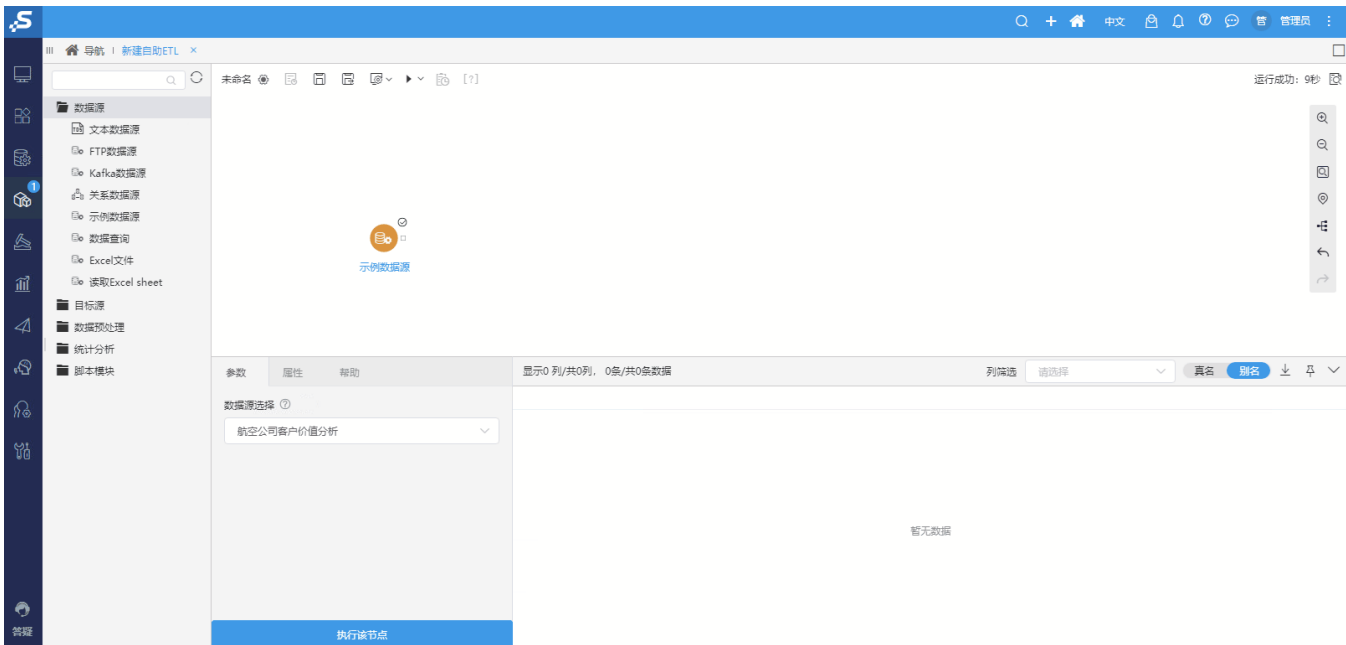 S
中文
管
管理员
导航
新建自助ETL ×
未命名
[?]
运行成功：9秒
数据源
文本数据源
FTP数据源
Kafka数据源
关系数据源
示例数据源
数据查询
Excel文件
读取Excel sheet
目标源
数据预处理
统计分析
脚本模块
1
示例数据源
参数
属性
帮助
显示0 列/共0列， 0条/共0条数据
列筛选
请选择
真名
别名
数据源选择
航空公司客户价值分析
暂无数据
执行该节点
答疑